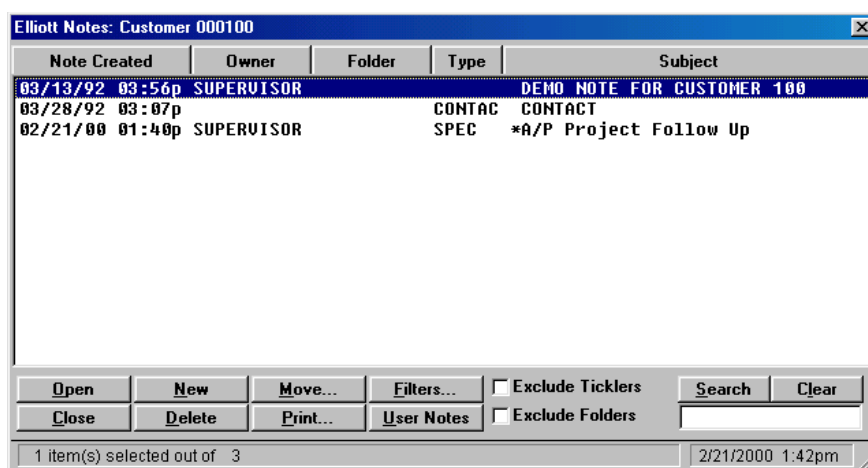 Elliott Notes: Customer 000100
Note Created Owner Folder Type Subject
03/13/92 03:56p SUPERVISOR DEMO NOTE FOR CUSTOMER 100
03/28/92 03:07p CONTAC CONTACT
02/21/00 01:40p SUPERVISOR SPEC *A/P Project Follow Up
Open New Move... Filters... Exclude Ticklers Search Clear
Close Delete Print... User Notes Exclude Folders
1 item(s) selected out of 3 2/21/2000 1:42pm